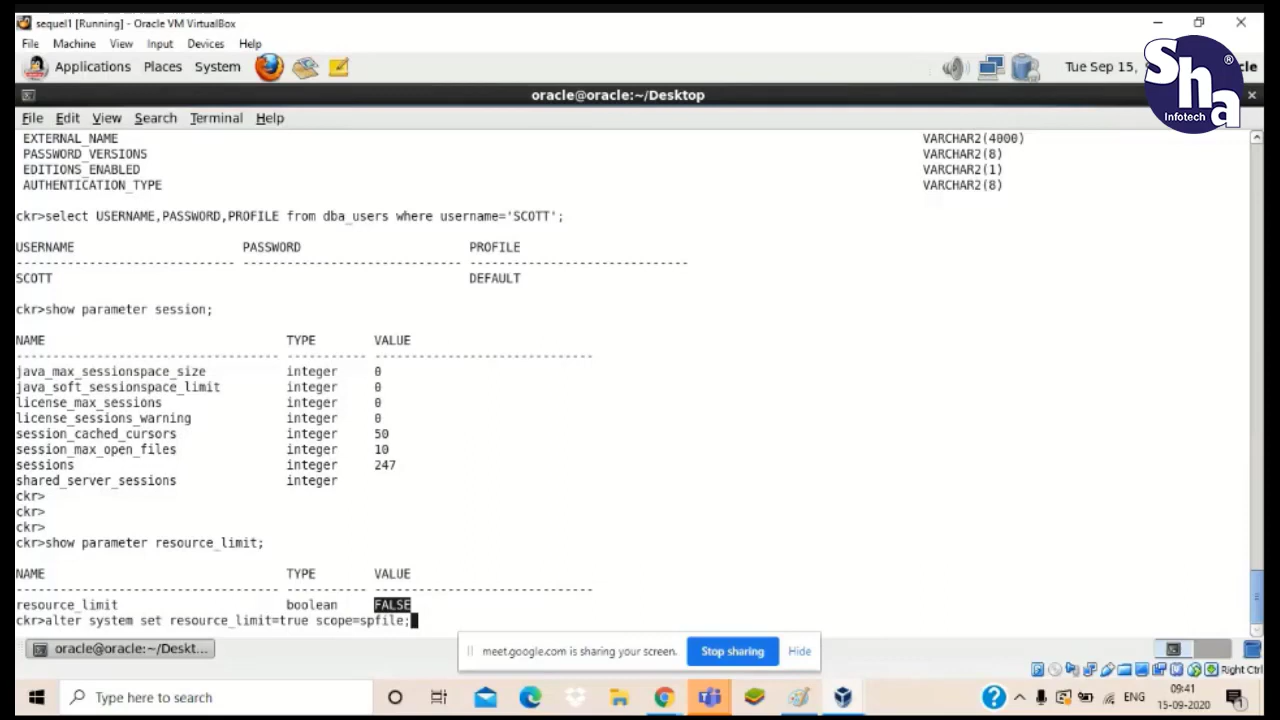 sequel1 [Running] - Oracle VM VirtualBox
File Machine View Input Devices Help
Applications Places System
Tue Sep 15,
cle
Sha
®
Infotech
oracle@oracle:~/Desktop
File Edit View Search Terminal Help
EXTERNAL_NAME VARCHAR2(4000)
PASSWORD_VERSIONS VARCHAR2(8)
EDITIONS_ENABLED VARCHAR2(1)
AUTHENTICATION_TYPE VARCHAR2(8)
ckr>select USERNAME,PASSWORD,PROFILE from dba_users where username='SCOTT';
USERNAME PASSWORD PROFILE
------------------------------ ------------------------------ ------------------------------
SCOTT DEFAULT
ckr>show parameter session;
NAME TYPE VALUE
------------------------------------ ----------- ------------------------------
java_max_sessionspace_size integer 0
java_soft_sessionspace_limit integer 0
license_max_sessions integer 0
license_sessions_warning integer 0
session_cached_cursors integer 50
session_max_open_files integer 10
sessions integer 247
shared_server_sessions integer
ckr>
ckr>
ckr>
ckr>show parameter resource_limit;
NAME TYPE VALUE
------------------------------------ ----------- ------------------------------
resource_limit boolean FALSE
ckr>alter system set resource_limit=true scope=spfile;
oracle@oracle:~/Deskt...
meet.google.com is sharing your screen. Stop sharing Hide
Right Ctrl
Type here to search
ENG
09:41
15-09-2020